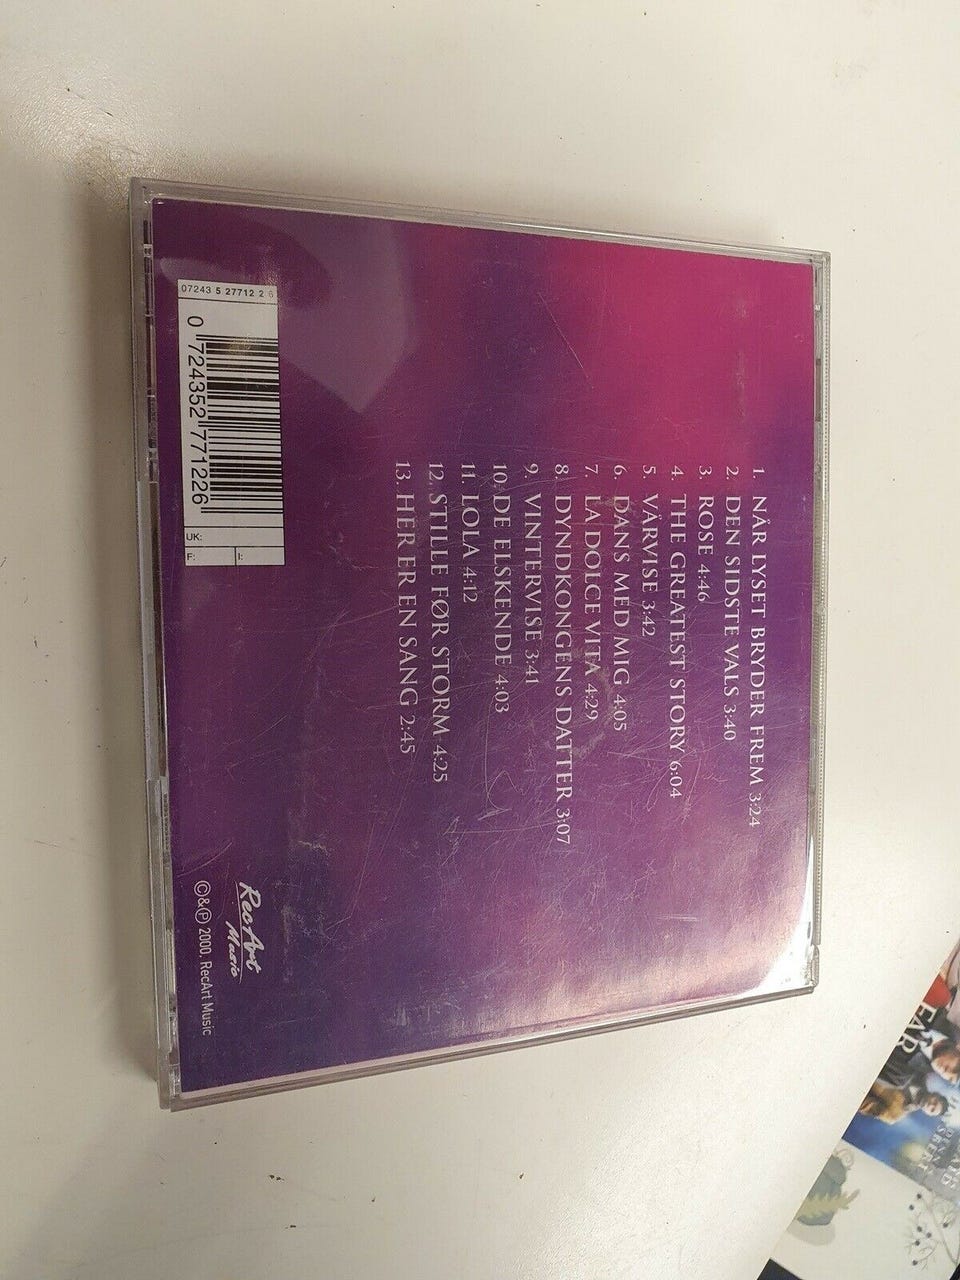 1. NÅR LYSET BRYDER FREM 3:24
2. DEN SIDSTE VALS 3:40
3. ROSE 4:46
4. THE GREATEST STORY 6:04
5. VÅRVISE 3:42
6. DANS MED MIG 4:05
7. LA DOLCE VITA 4:29
8. DYNDKONGENS DATTER 3:07
9. VINTERVISE 3:41
10. DE ELSKENDE 4:03
11. LOLA 4:12
12. STILLE FØR STORM 4:25
13. HER ER EN SANG 2:45
07243 5 27712 2 6
0 724352 771226
UK:
F: I:
RecArt Music
©&℗ 2000, RecArt Music